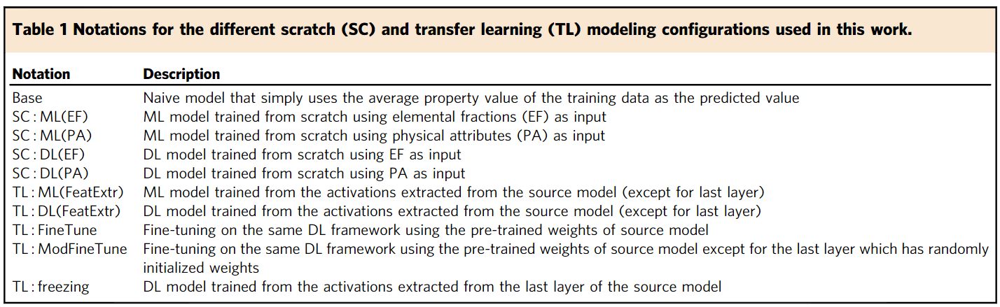 Table 1 Notations for the different scratch (SC) and transfer learning (TL) modeling configurations used in this work.
Notation Description
Base Naive model that simply uses the average property value of the training data as the predicted value
SC:ML(EF) ML model trained from scratch using elemental fractions (EF) as input
SC:ML(PA) ML model trained from scratch using physical attributes (PA) as input
SC:DL(EF) DL model trained from scratch using EF as input
SC:DL(PA) DL model trained from scratch using PA as input
TL:ML(FeatExtr) ML model trained from the activations extracted from the source model (except for last layer)
TL:DL(FeatExtr) DL model trained from the activations extracted from the source model (except for last layer)
TL:FineTune Fine-tuning on the same DL framework using the pre-trained weights of source model
TL:ModFineTune Fine-tuning on the same DL framework using the pre-trained weights of source model except for the last layer which has randomly
initialized weights
TL:freezing DL model trained from the activations extracted from the last layer of the source model